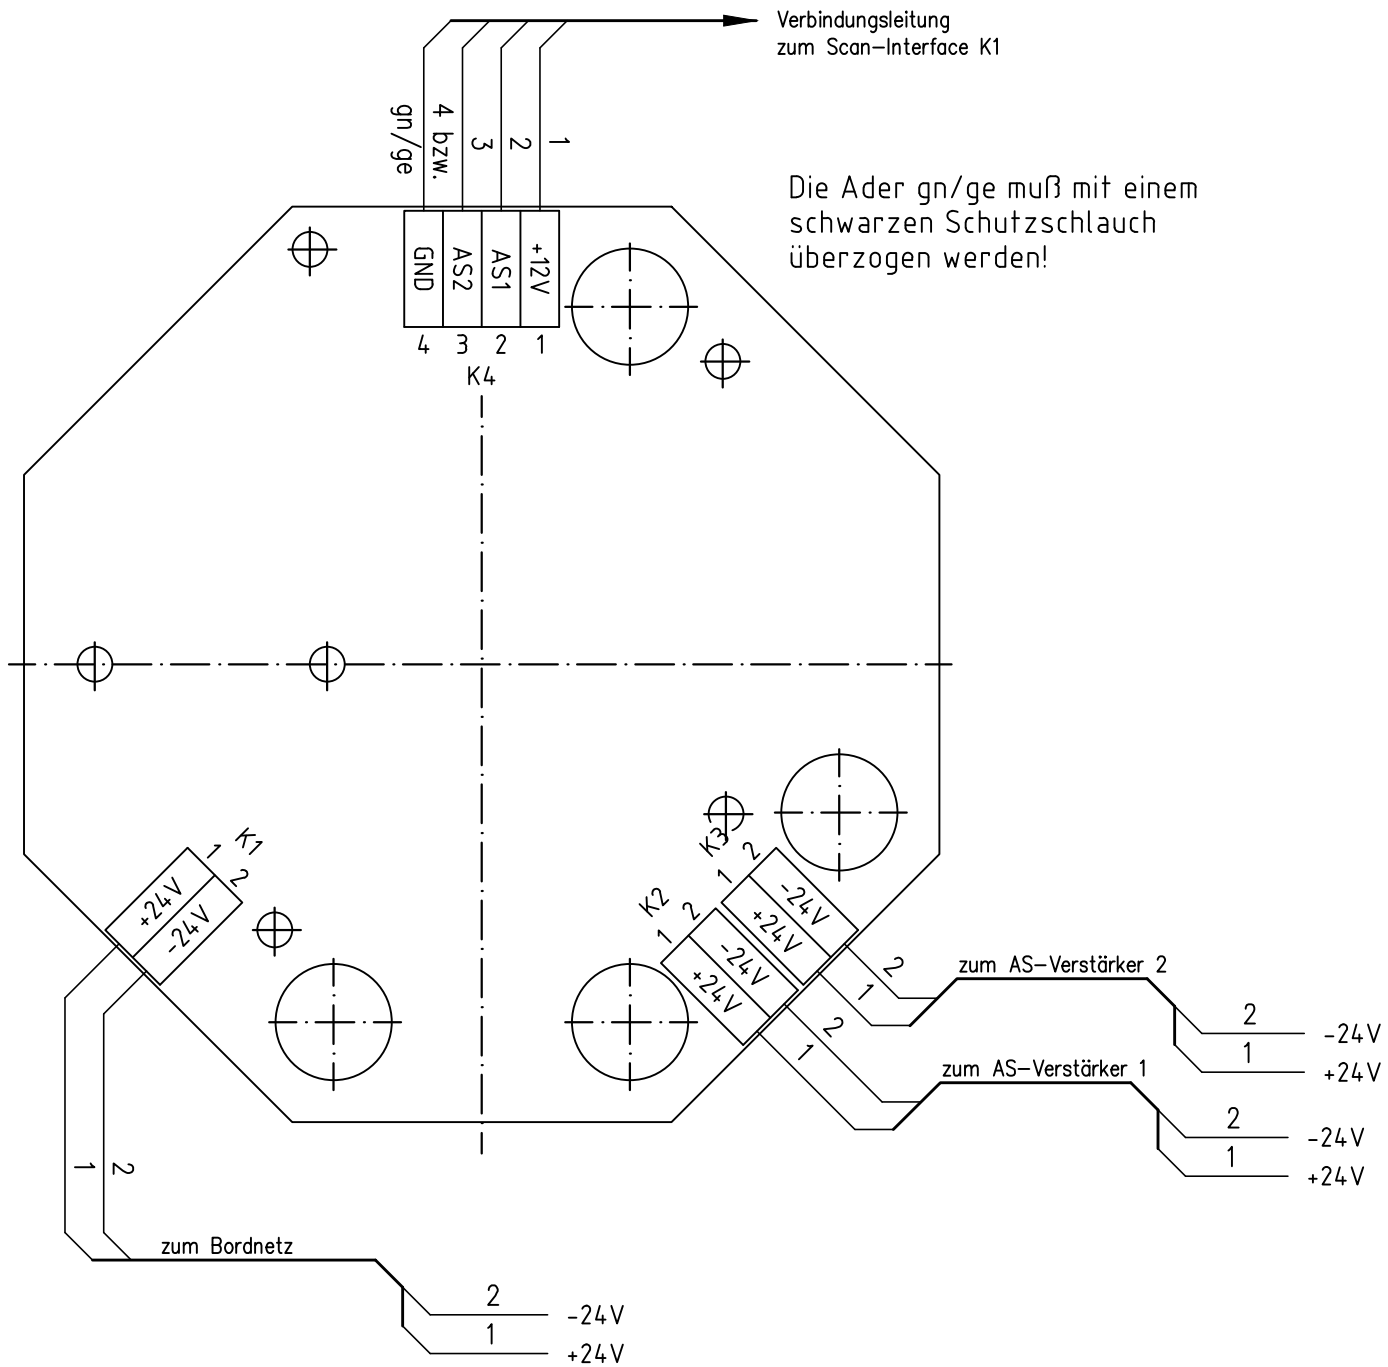 Verbindungsleitung
zum Scan-Interface K1
4 bzw.
gn/ge
3
2
1
Die Ader gn/ge muß mit einem
schwarzen Schutzschlauch
überzogen werden!
GND
AS2
AS1
+12V
4 3 2 1
K4
K1
1
2
+24V
-24V
K3
2
1
-24V
+24V
K2
2
1
-24V
+24V
2
1
zum AS-Verstärker 2
2
-24V
1
+24V
2
1
zum AS-Verstärker 1
2
-24V
1
+24V
1
2
zum Bordnetz
2
-24V
1
+24V